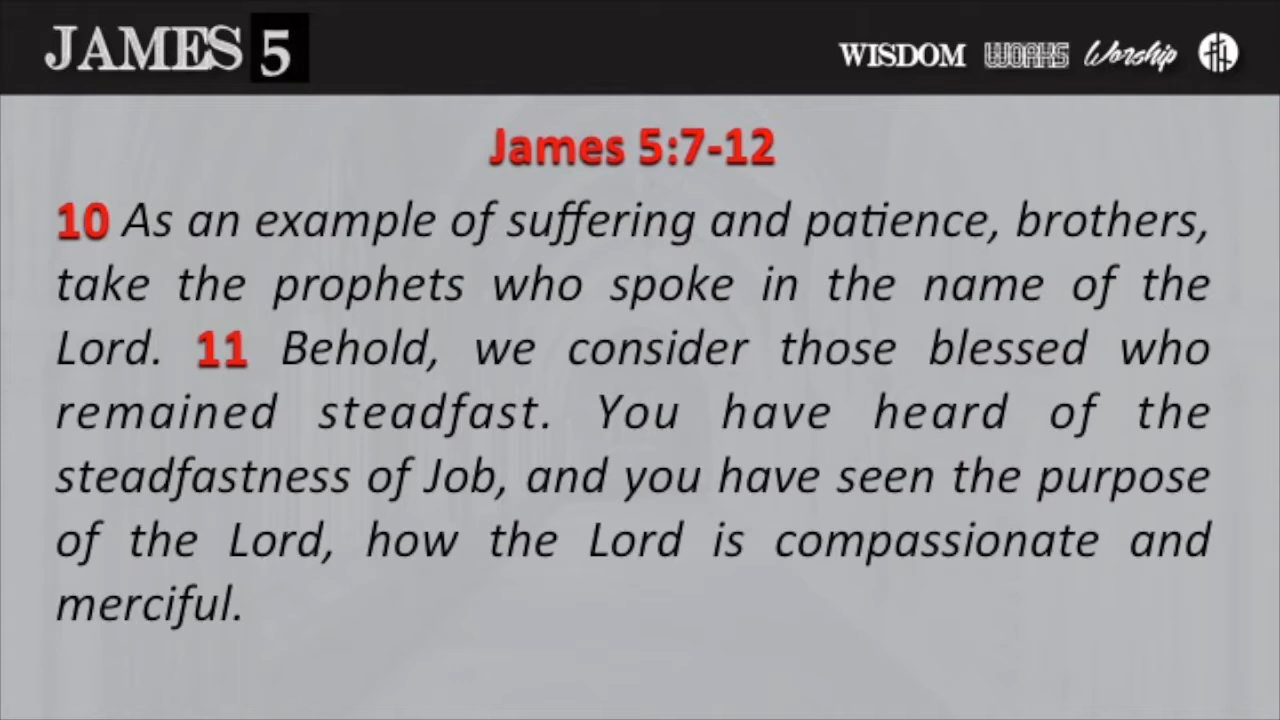 JAMES 5
WISDOM WORKS Worship
James 5:7-12
10 As an example of suffering and patience, brothers,
take the prophets who spoke in the name of the
Lord. 11 Behold, we consider those blessed who
remained steadfast. You have heard of the
steadfastness of Job, and you have seen the purpose
of the Lord, how the Lord is compassionate and
merciful.